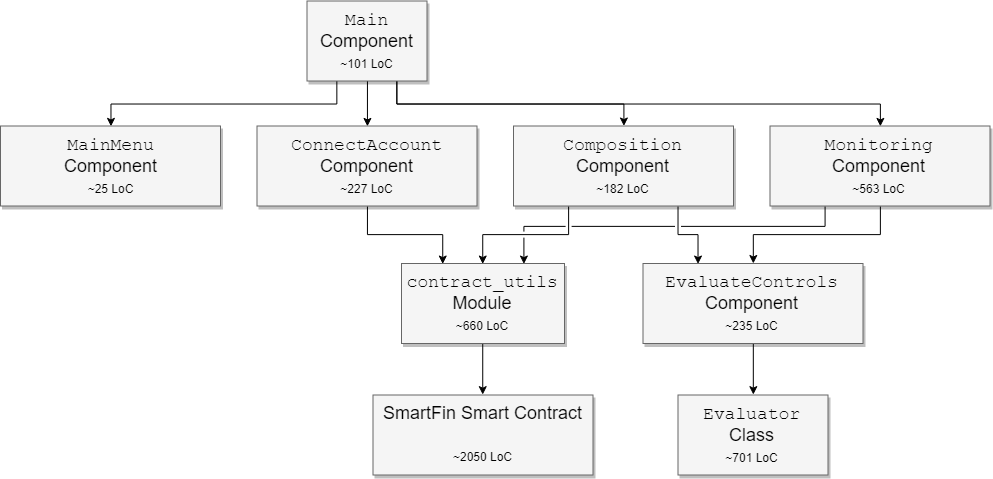 Main
Component
~101 LoC
MainMenu
Component
~25 LoC
ConnectAccount
Component
~227 LoC
Composition
Component
~182 LoC
Monitoring
Component
~563 LoC
contract_utils
Module
~660 LoC
EvaluateControls
Component
~235 LoC
SmartFin Smart Contract
~2050 LoC
Evaluator
Class
~701 LoC